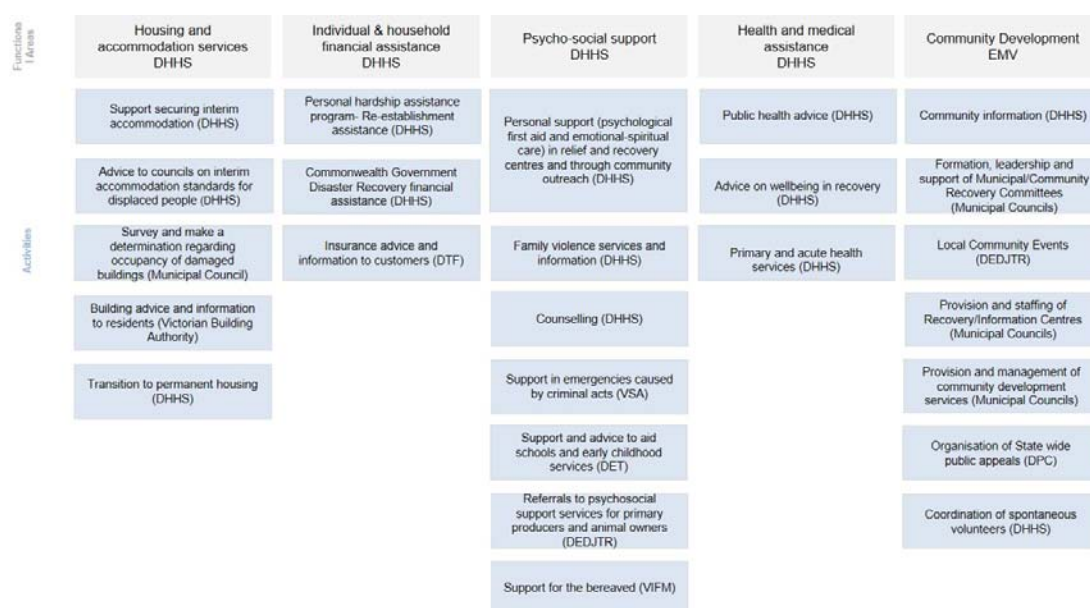 Functions
| Areas
Housing and
accommodation services
DHHS
Individual & household
financial assistance
DHHS
Psycho-social support
DHHS
Health and medical
assistance
DHHS
Community Development
EMV
Activities
Support securing interim
accommodation (DHHS)
Advice to councils on interim
accommodation standards for
displaced people (DHHS)
Survey and make a
determination regarding
occupancy of damaged
buildings (Municipal Council)
Building advice and information
to residents (Victorian Building
Authority)
Transition to permanent housing
(DHHS)
Personal hardship assistance
program- Re-establishment
assistance (DHHS)
Commonwealth Government
Disaster Recovery financial
assistance (DHHS)
Insurance advice and
information to customers (DTF)
Personal support (psychological
first aid and emotional-spiritual
care) in relief and recovery
centres and through community
outreach (DHHS)
Family violence services and
information (DHHS)
Counselling (DHHS)
Support in emergencies caused
by criminal acts (VSA)
Support and advice to aid
schools and early childhood
services (DET)
Referrals to psychosocial
support services for primary
producers and animal owners
(DEDJTR)
Support for the bereaved (VIFM)
Public health advice (DHHS)
Advice on wellbeing in recovery
(DHHS)
Primary and acute health
services (DHHS)
Community information (DHHS)
Formation, leadership and
support of Municipal/Community
Recovery Committees
(Municipal Councils)
Local Community Events
(DEDJTR)
Provision and staffing of
Recovery/Information Centres
(Municipal Councils)
Provision and management of
community development
services (Municipal Councils)
Organisation of State wide
public appeals (DPC)
Coordination of spontaneous
volunteers (DHHS)